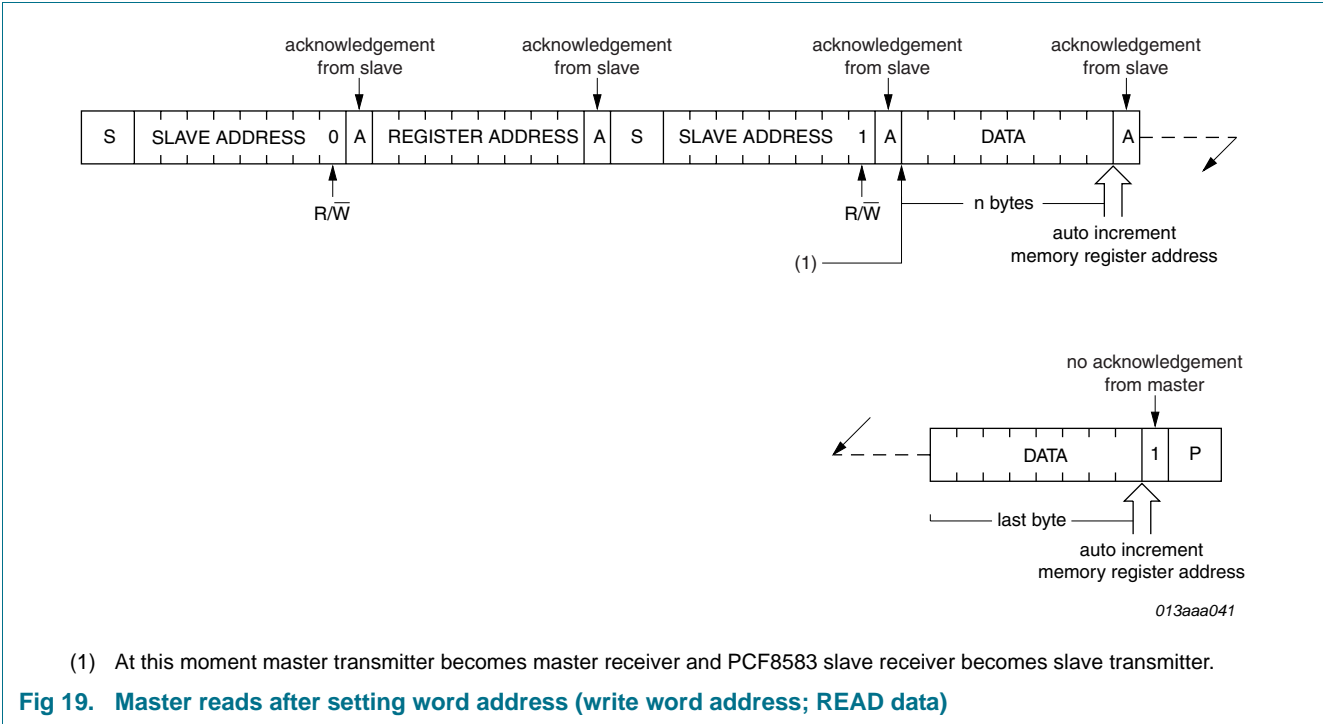 acknowledgement from slave
acknowledgement from slave
acknowledgement from slave
acknowledgement from slave
S SLAVE ADDRESS 0 A REGISTER ADDRESS A S SLAVE ADDRESS 1 A DATA A
R/W̅
R/W̅
n bytes
auto increment
memory register address
(1)
no acknowledgement
from master
DATA 1 P
last byte
auto increment
memory register address
013aaa041
(1) At this moment master transmitter becomes master receiver and PCF8583 slave receiver becomes slave transmitter.
Fig 19. Master reads after setting word address (write word address; READ data)